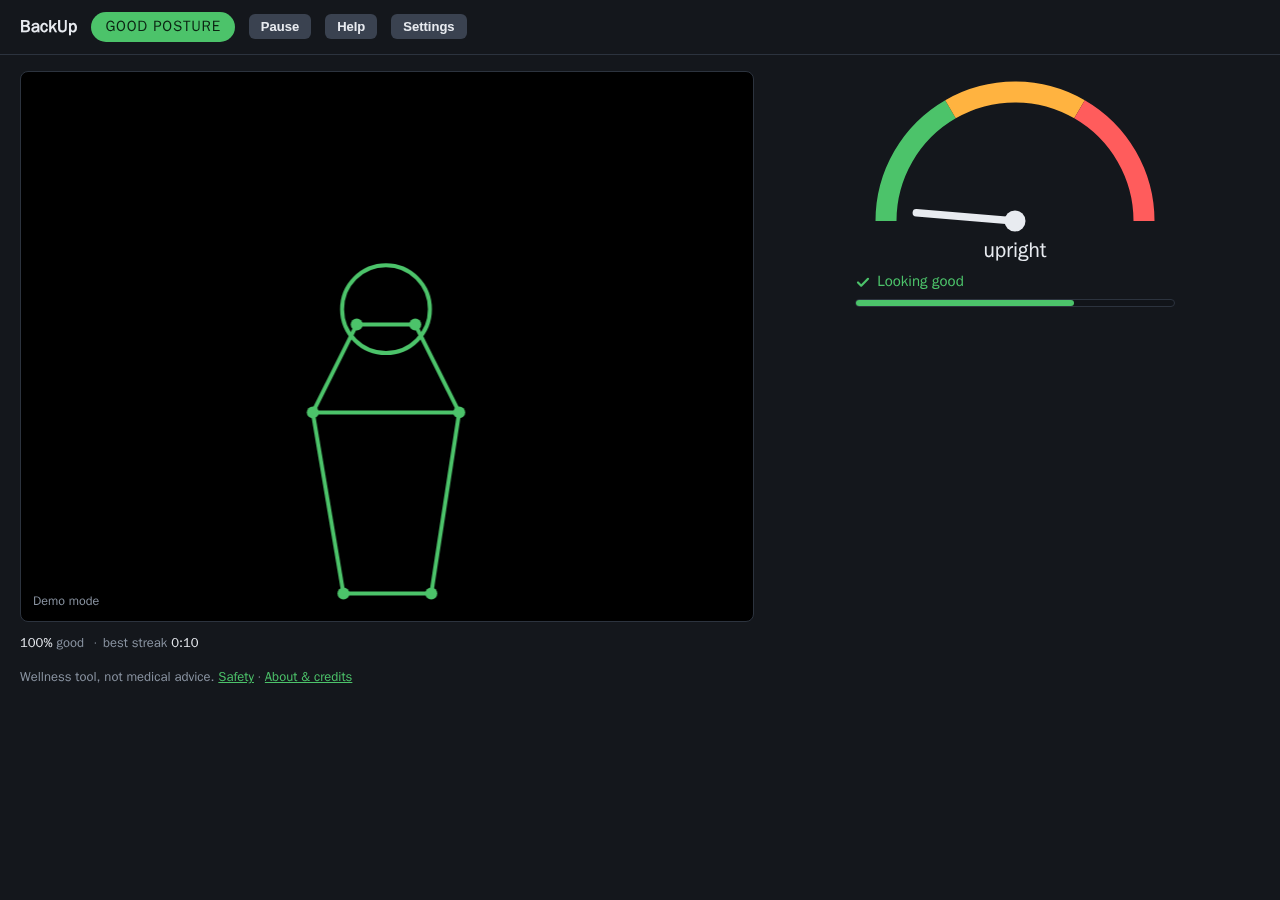 BackUp GOOD POSTURE Pause Help Settings
upright
Looking good
Demo mode
100% good · best streak 0:10
Wellness tool, not medical advice. Safety · About & credits